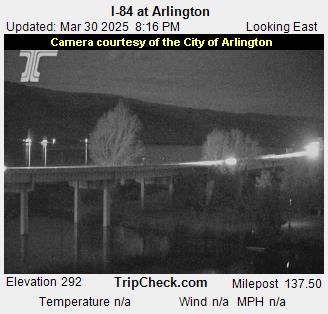 I-84 at Arlington
Updated: Mar 30 2025 8:16 PM Looking East
Camera courtesy of the City of Arlington
Elevation 292 TripCheck.com Milepost 137.50
Temperature n/a Wind n/a MPH n/a